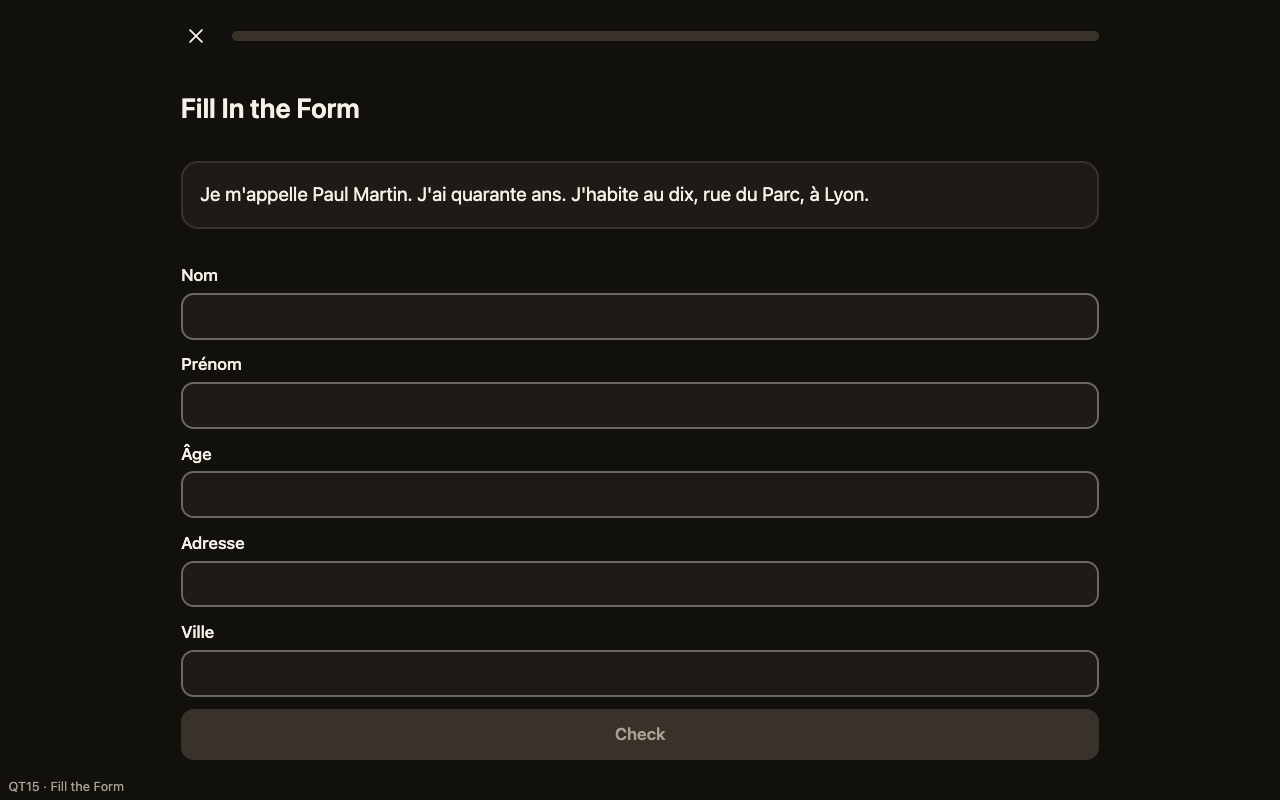 Fill In the Form
Je m'appelle Paul Martin. J'ai quarante ans. J'habite au dix, rue du Parc, à Lyon.
Nom
Prénom
Âge
Adresse
Ville
Check
QT15 · Fill the Form